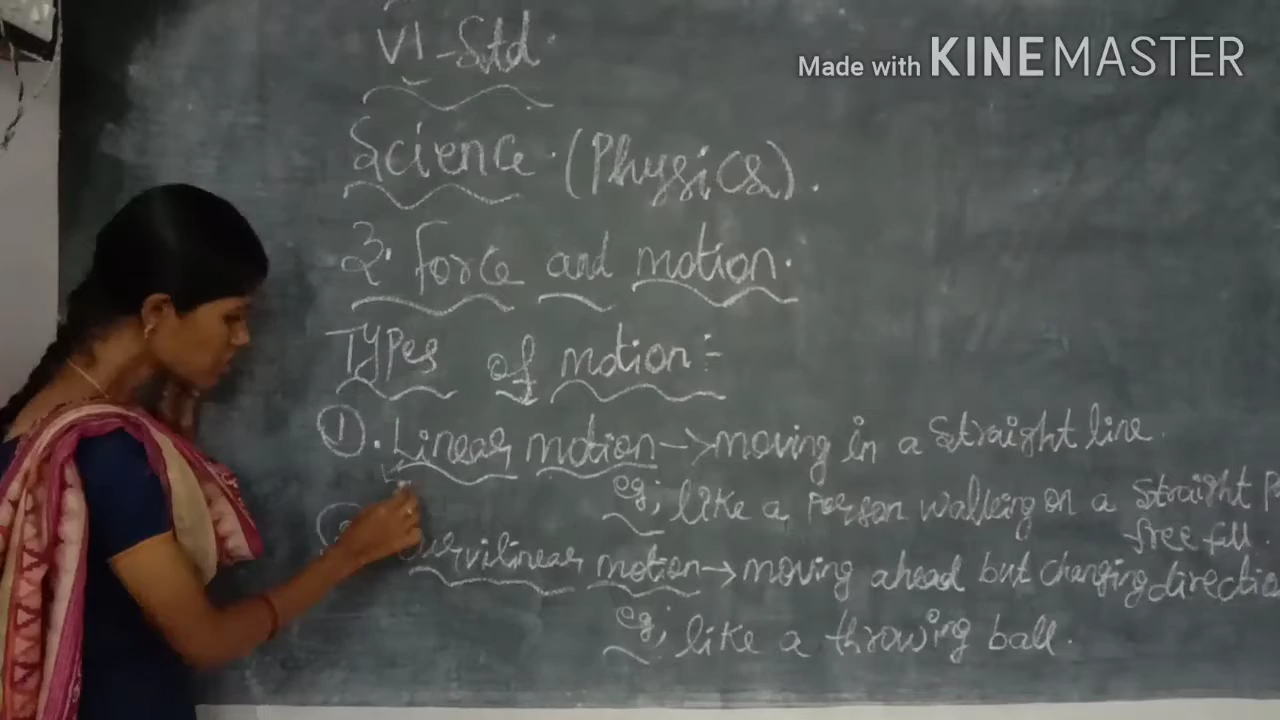 Made with KINEMASTER
VI-Std.
Science. (Physics).
2. Force and motion.
Types of motion:-
①. Linear motion -> moving in a straight line.
eg; like a person walking on a straight P
free fall.
Curvilinear motion -> moving ahead but changing directio
eg; like a throwing ball.